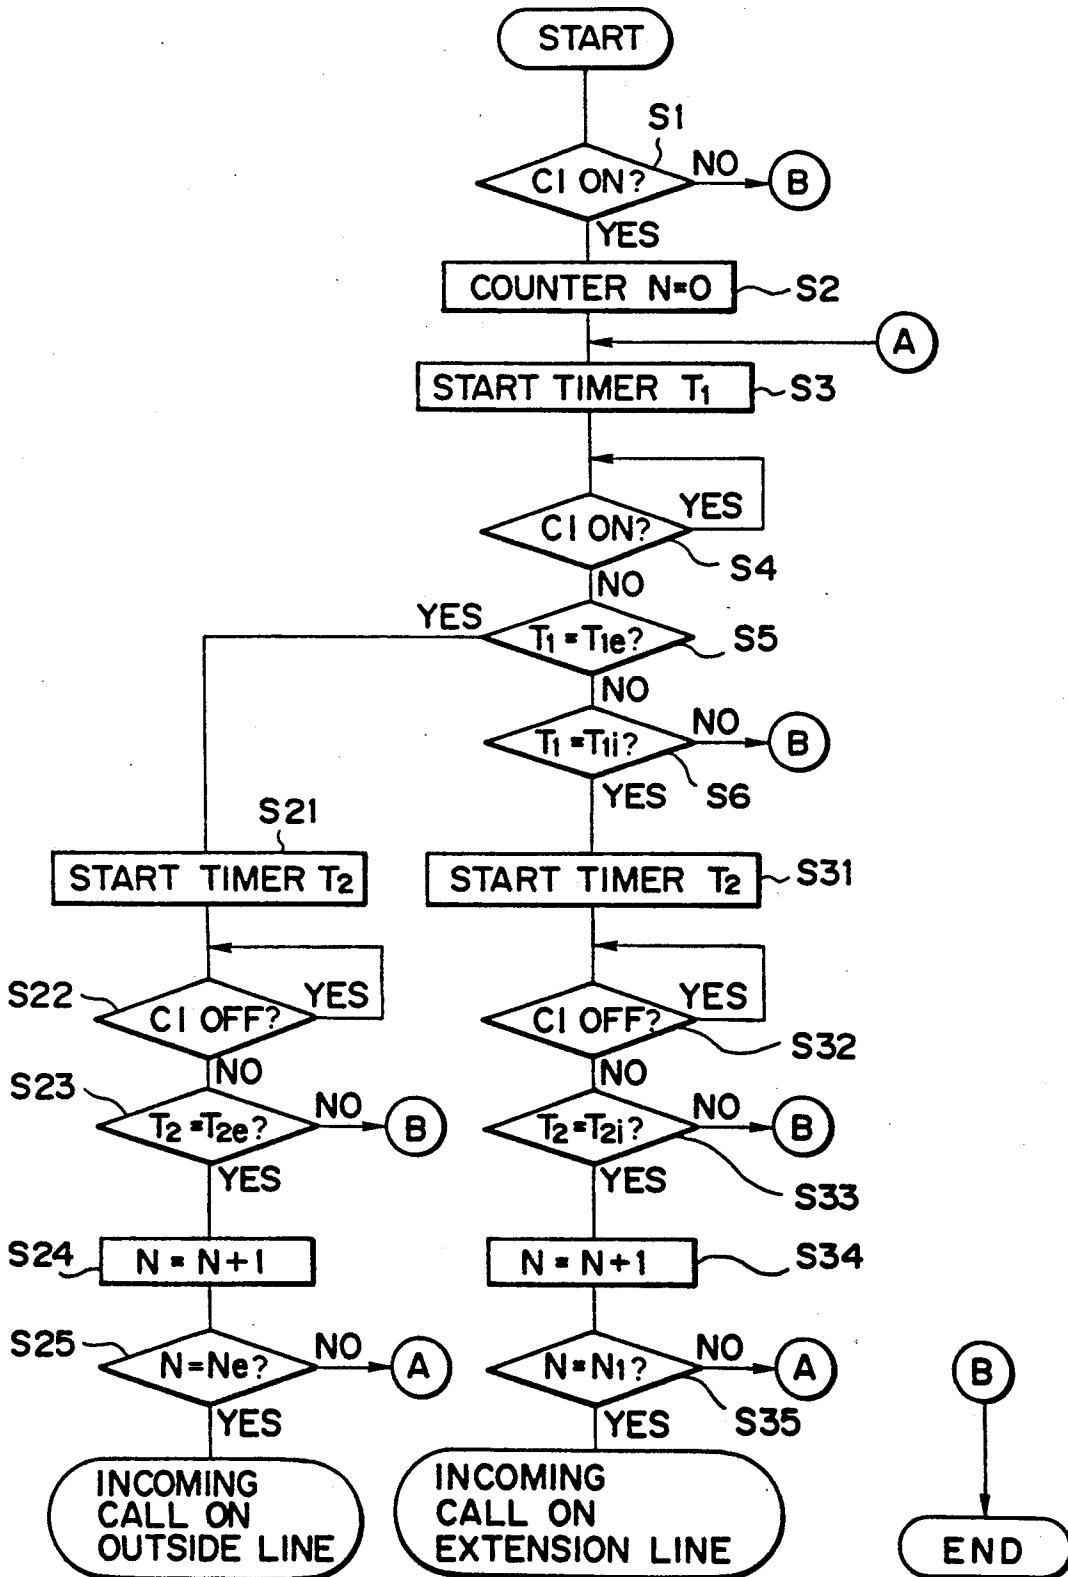 START
S1
CI ON?
NO
B
YES
COUNTER N=0
S2
A
START TIMER T1
S3
CI ON?
YES
S4
NO
YES
T1=T1e?
S5
NO
T1=T1i?
NO
B
S6
YES
S21
START TIMER T2
START TIMER T2
S31
S22
CI OFF?
YES
CI OFF?
YES
S32
NO
NO
S23
T2=T2e?
NO
B
T2=T2i?
NO
B
S33
YES
YES
S24
N=N+1
N=N+1
S34
S25
N=Ne?
NO
A
N=N1?
NO
A
S35
B
YES
YES
INCOMING
CALL ON
OUTSIDE LINE
INCOMING
CALL ON
EXTENSION LINE
END